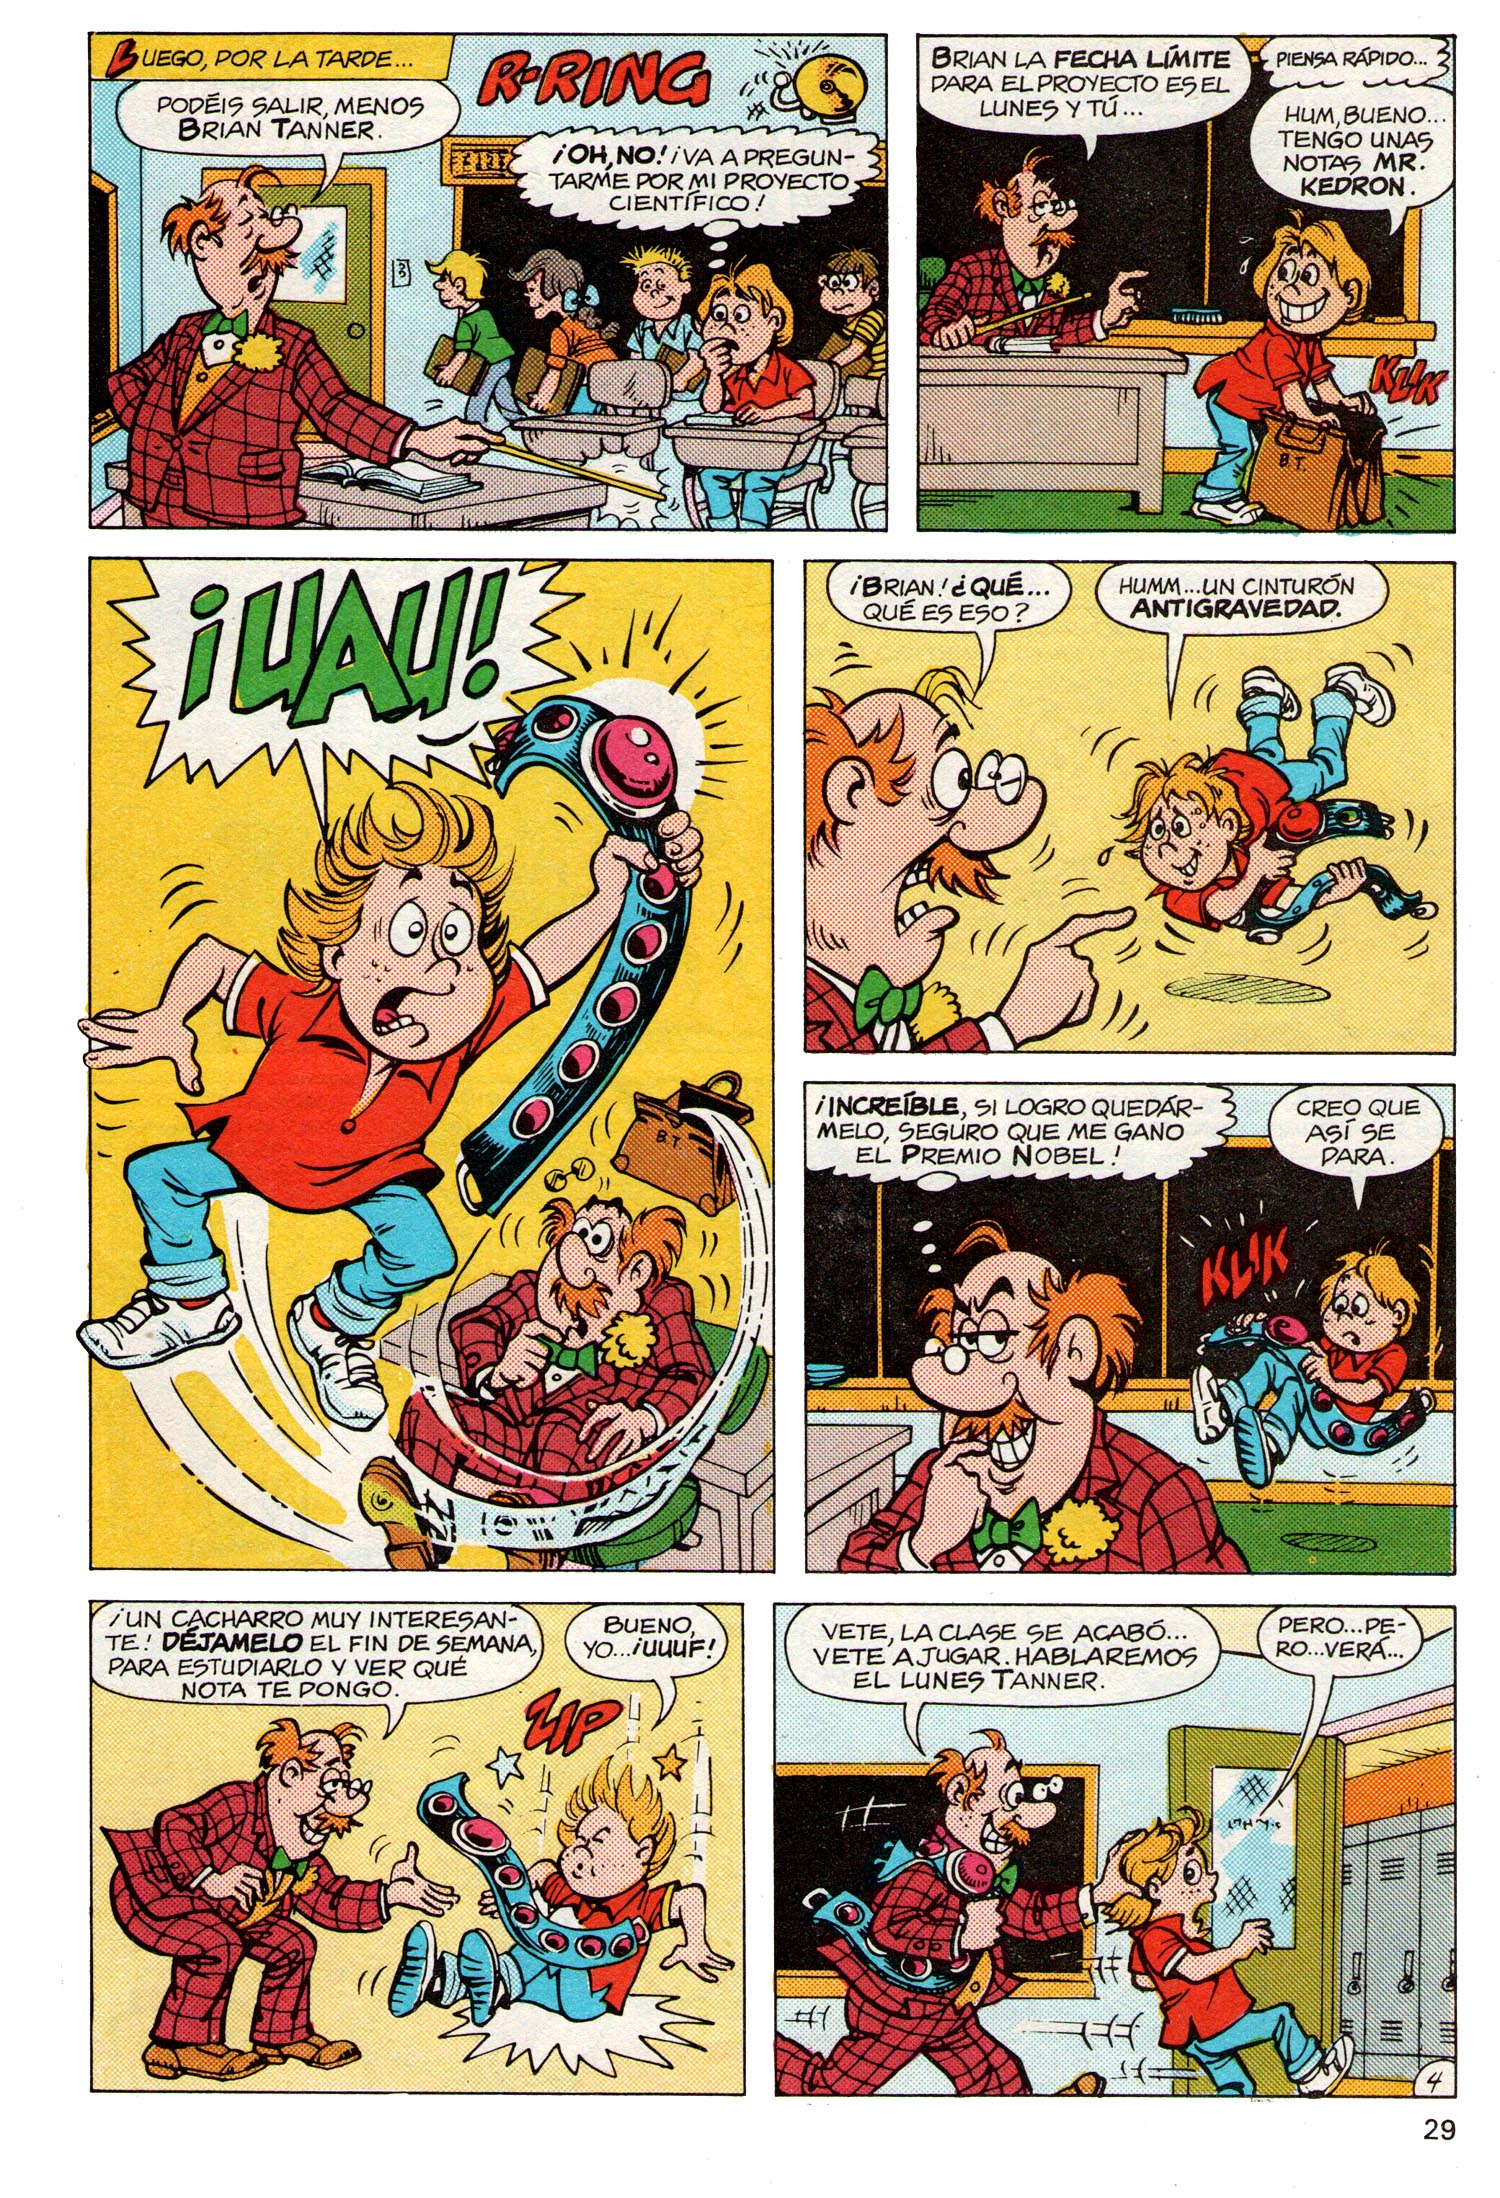 LUEGO, POR LA TARDE...
PODÉIS SALIR, MENOS
BRIAN TANNER.
R-RING
¡OH, NO! ¡VA A PREGUN-
TARME POR MI PROYECTO
CIENTÍFICO!
BRIAN LA FECHA LÍMITE
PARA EL PROYECTO ES EL
LUNES Y TÚ...
PIENSA RÁPIDO...
HUM, BUENO...
TENGO UNAS
NOTAS MR.
KEDRON.
KLIK
B.T.
¡UAU!
B.T.
¡BRIAN! ¿QUÉ...
QUÉ ES ESO?
HUMM...UN CINTURÓN
ANTIGRAVEDAD.
¡INCREÍBLE, SI LOGRO QUEDÁR-
MELO, SEGURO QUE ME GANO
EL PREMIO NOBEL!
CREO QUE
ASÍ SE
PARA.
KLIK
¡UN CACHARRO MUY INTERESAN-
TE! DÉJAMELO EL FIN DE SEMANA,
PARA ESTUDIARLO Y VER QUÉ
NOTA TE PONGO.
BUENO,
YO...¡UUUF!
ZIP
VETE, LA CLASE SE ACABÓ...
VETE A JUGAR. HABLAREMOS
EL LUNES TANNER.
PERO...PE-
RO...VERÁ...
4
29